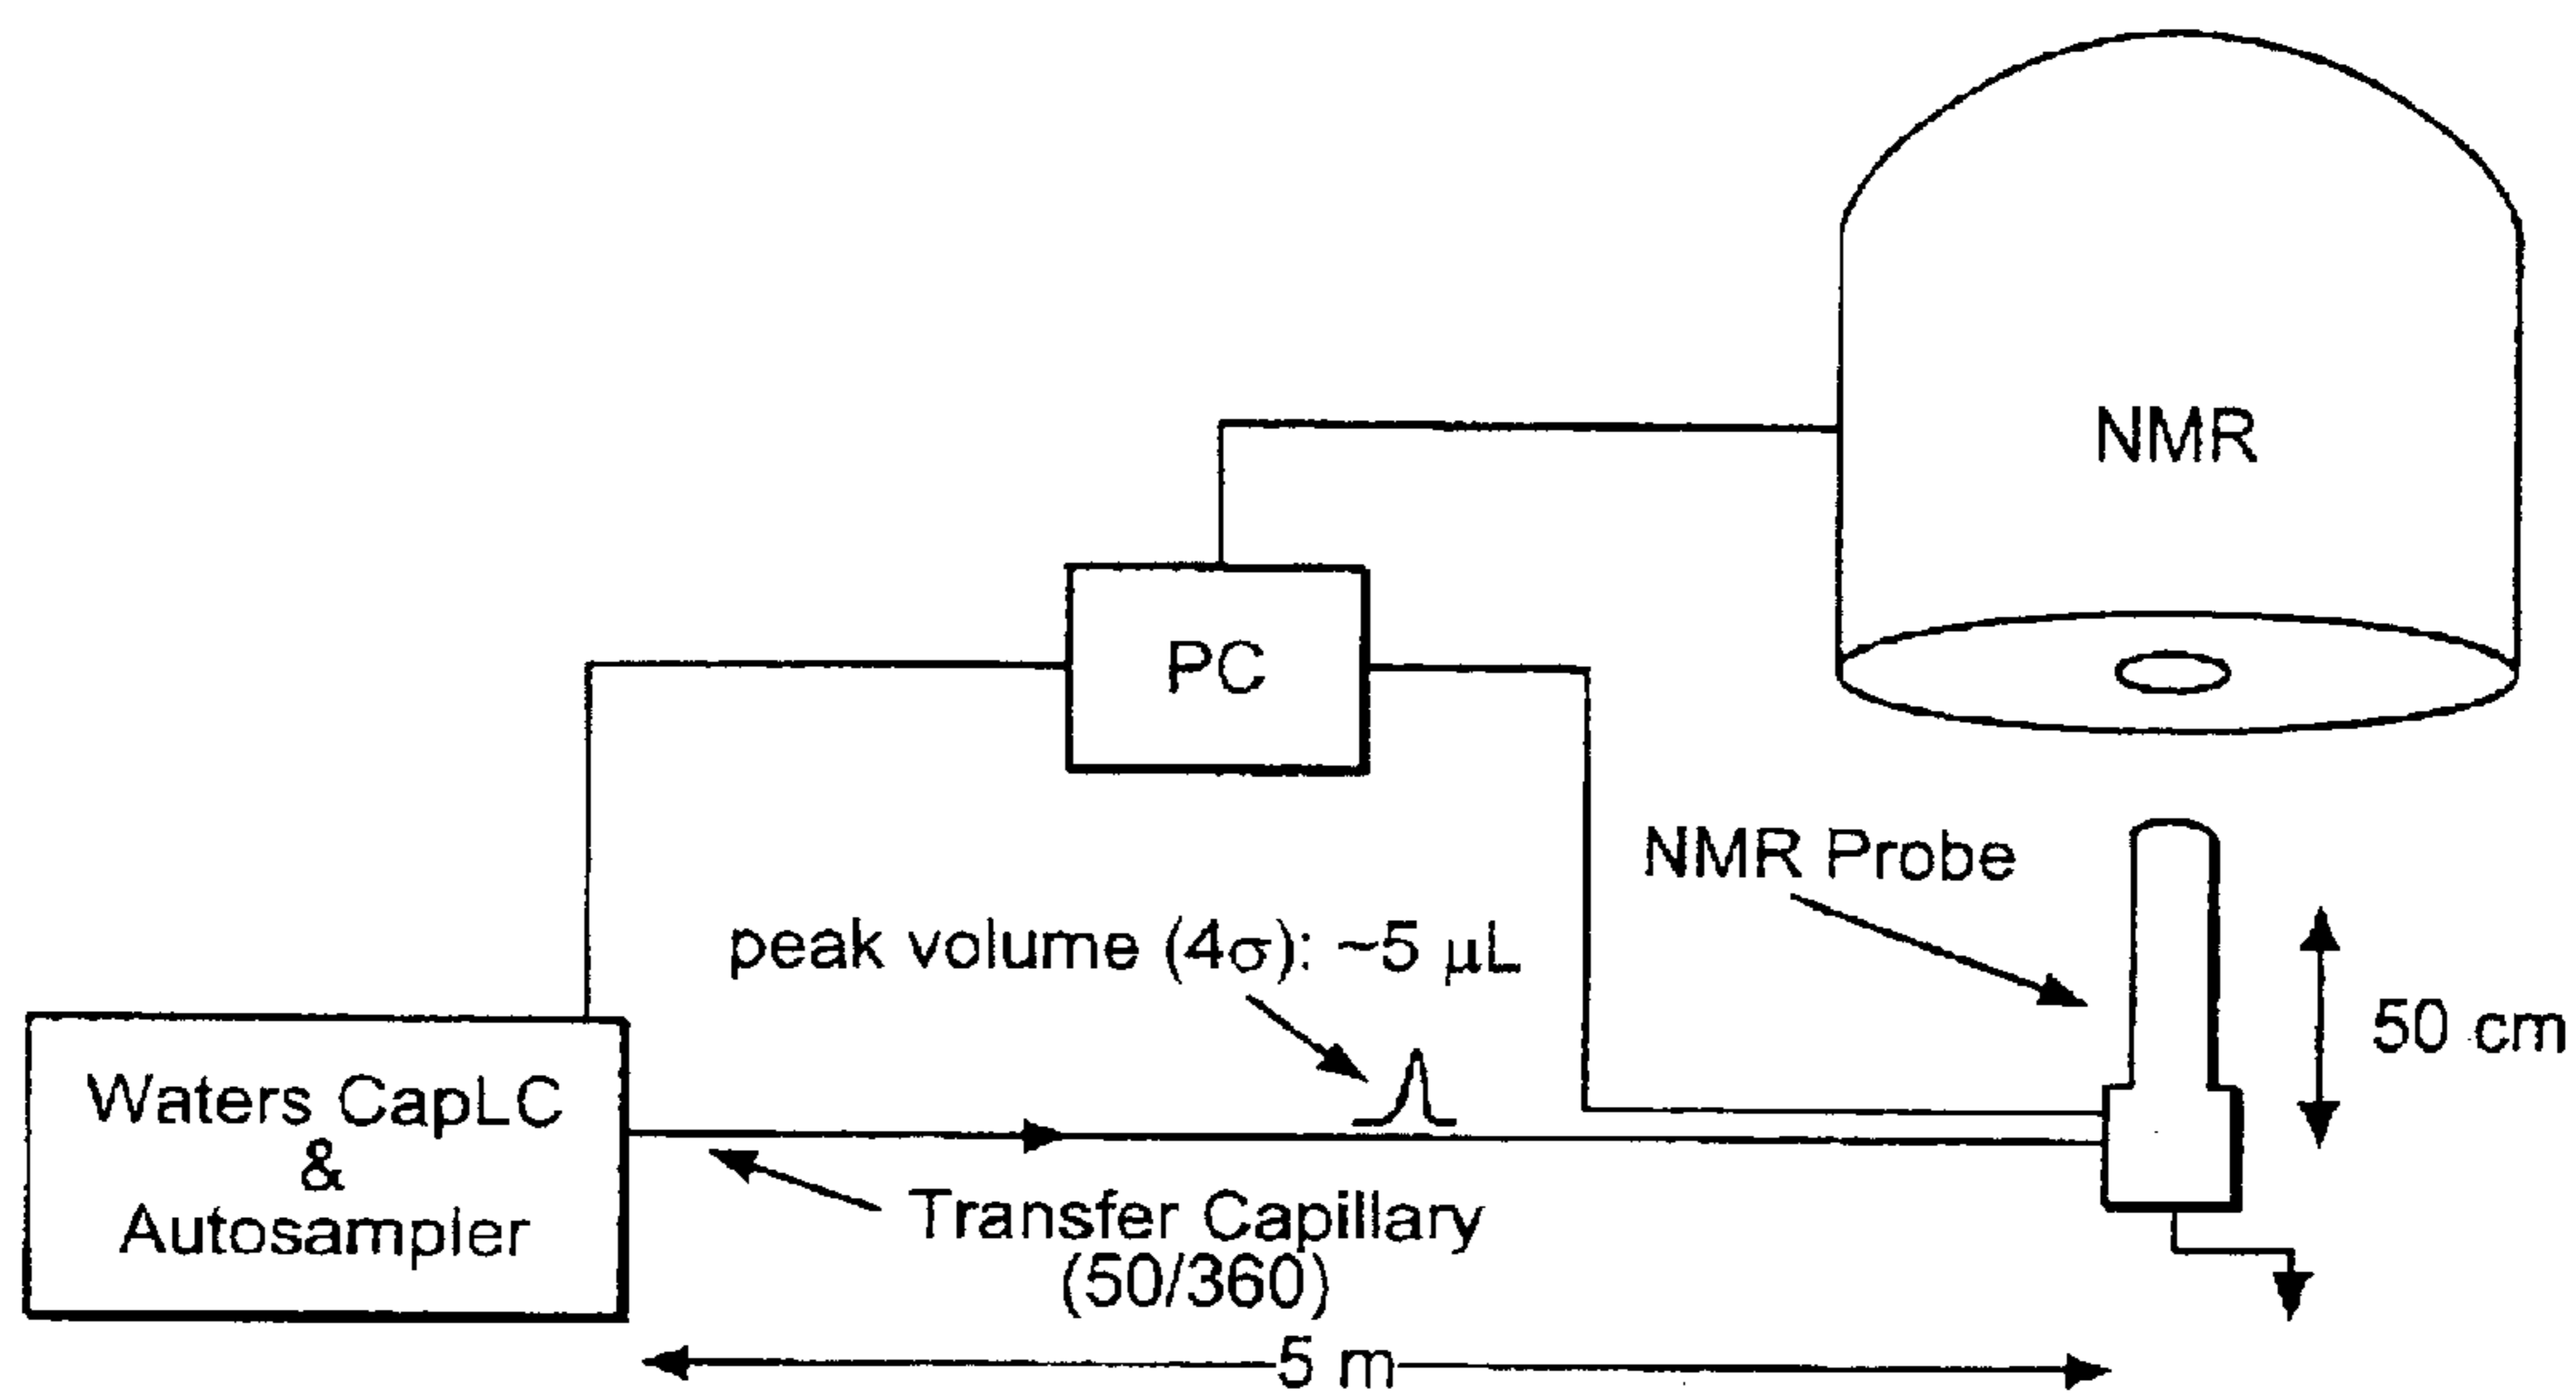 NMR
PC
NMR Probe
peak volume (4σ): ~5 μL
50 cm
Waters CapLC
&
Autosampler
Transfer Capillary
(50/360)
5 m